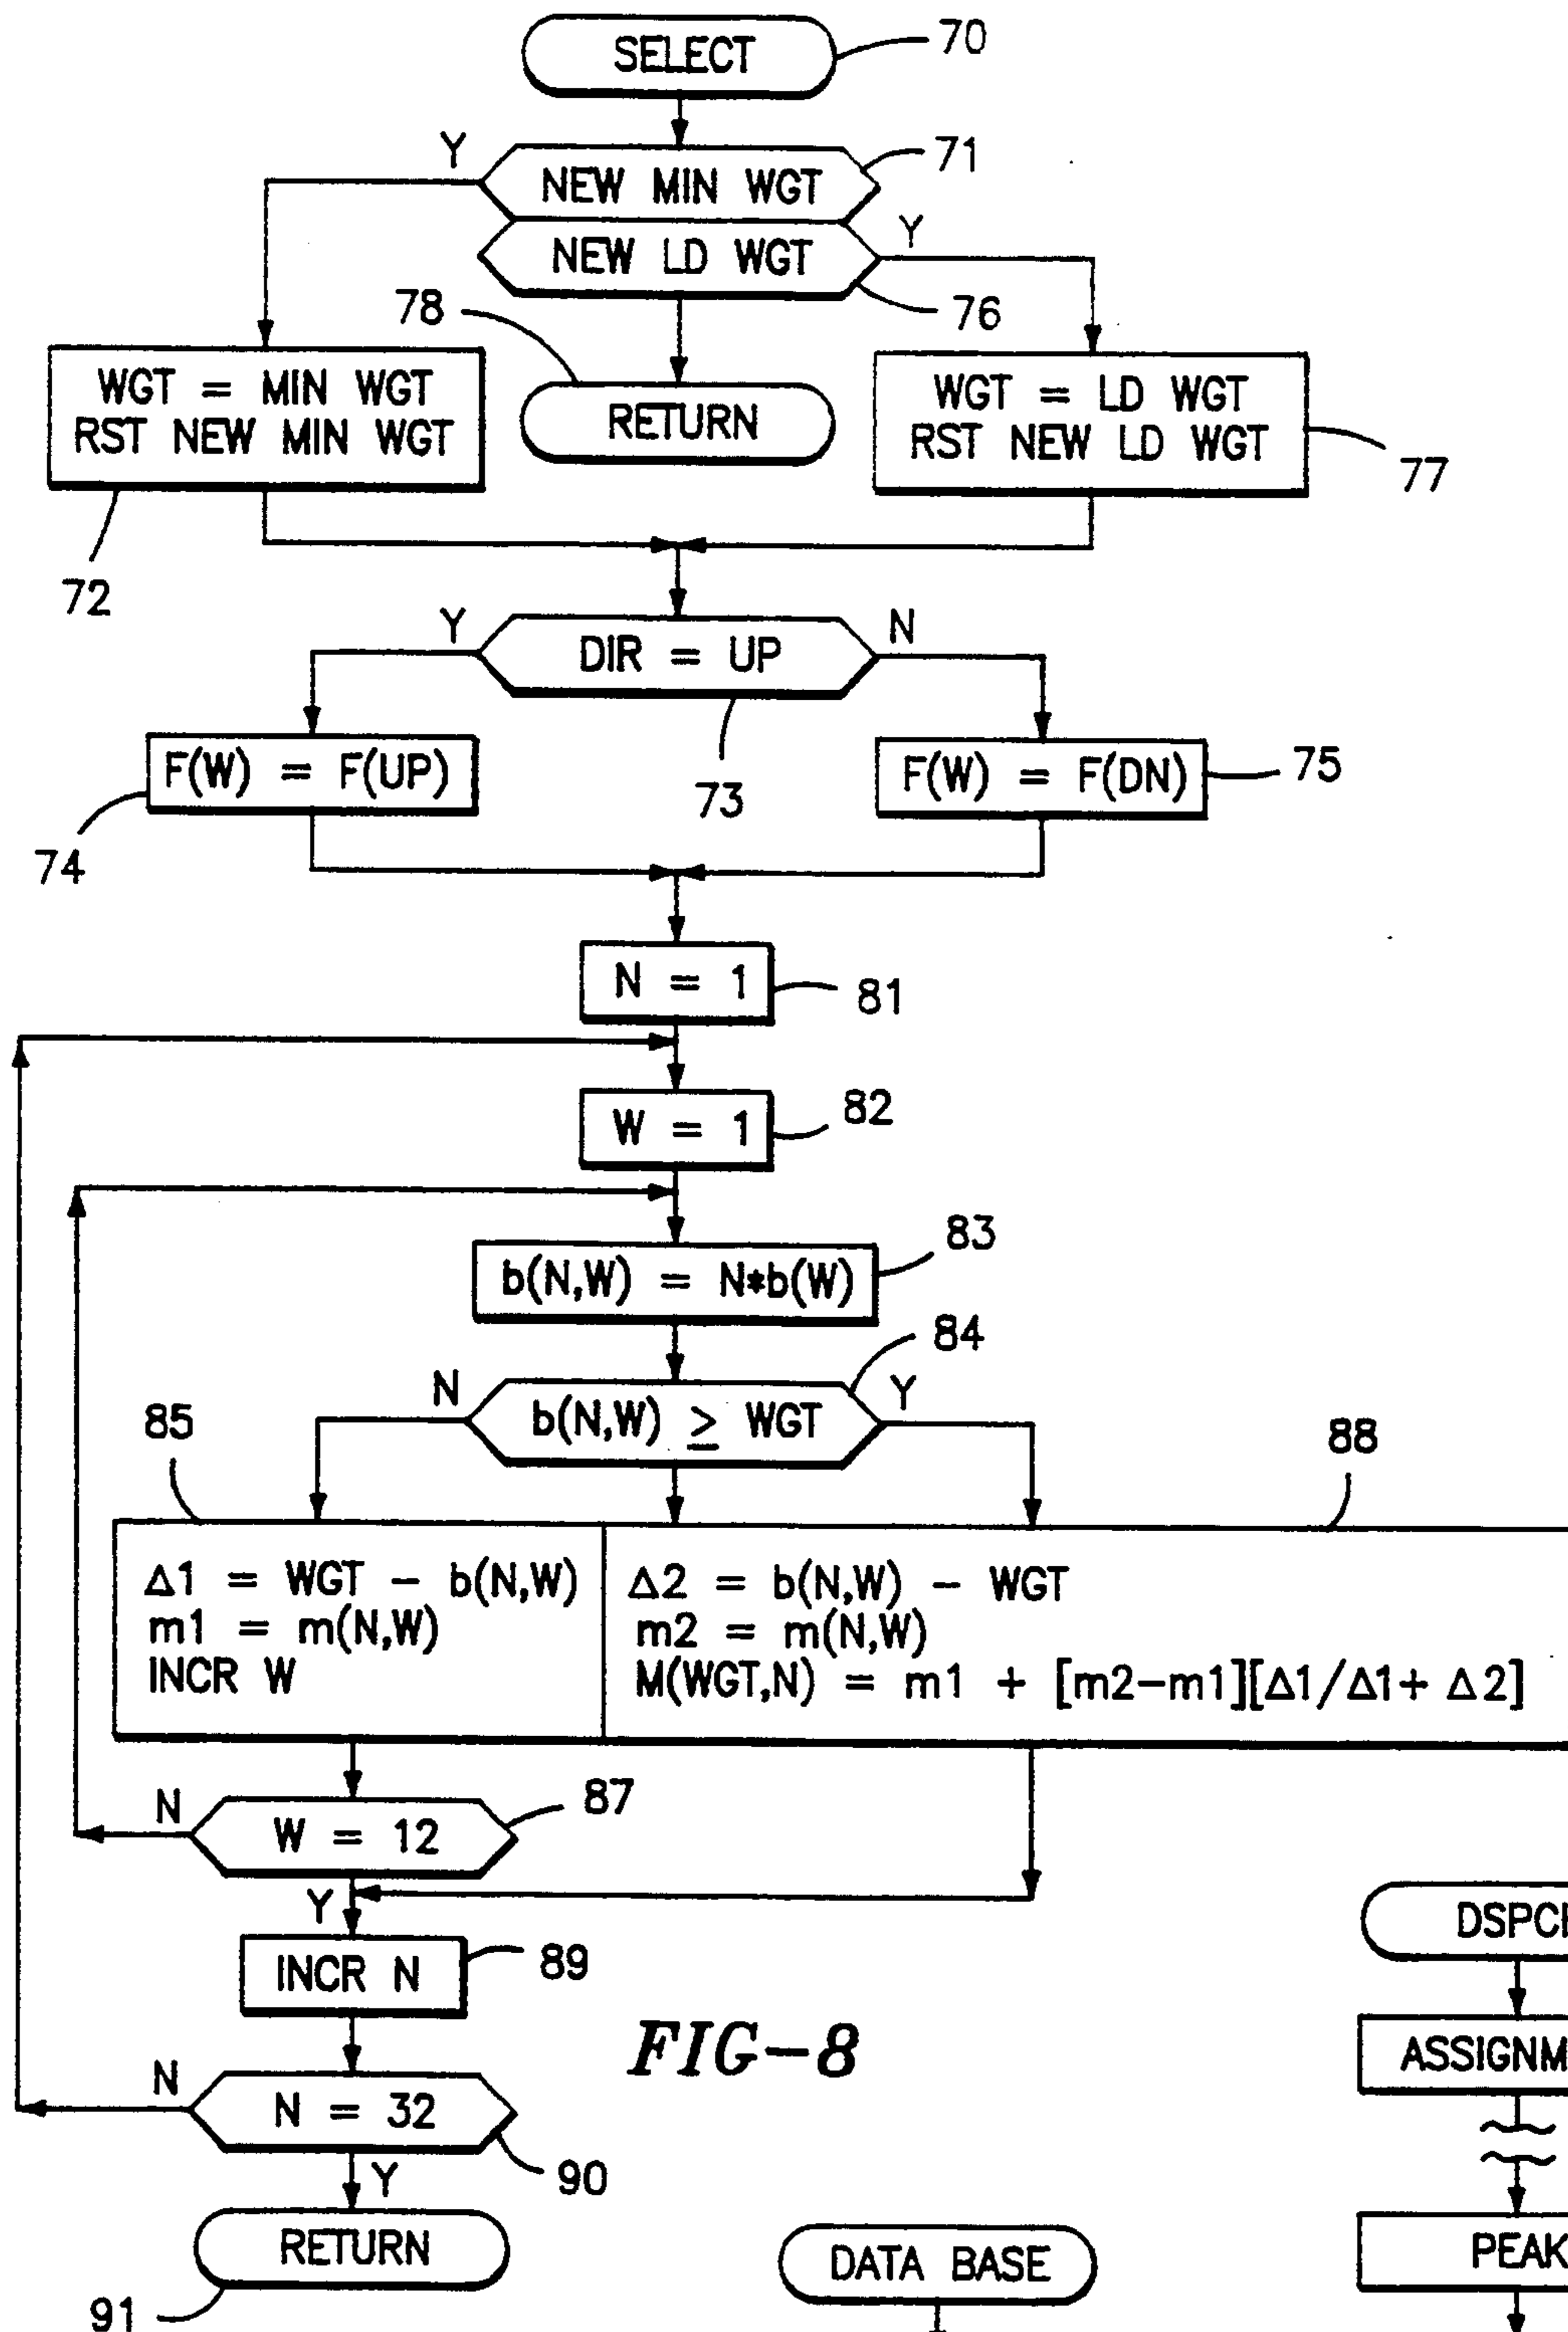 SELECT
70
Y
NEW MIN WGT
71
NEW LD WGT
Y
76
78
WGT = MIN WGT
RST NEW MIN WGT
RETURN
WGT = LD WGT
RST NEW LD WGT
77
72
Y
DIR = UP
N
F(W) = F(UP)
73
F(W) = F(DN)
75
74
N = 1
81
W = 1
82
b(N,W) = N*b(W)
83
84
N
b(N,W) ≥ WGT
Y
85
88
Δ1 = WGT - b(N,W)
m1 = m(N,W)
INCR W
Δ2 = b(N,W) - WGT
m2 = m(N,W)
M(WGT,N) = m1 + [m2-m1][Δ1/Δ1+ Δ2]
N
W = 12
87
Y
INCR N
89
FIG-8
N
N = 32
90
Y
RETURN
91
DATA BASE
DSPC
ASSIGNM
PEAK